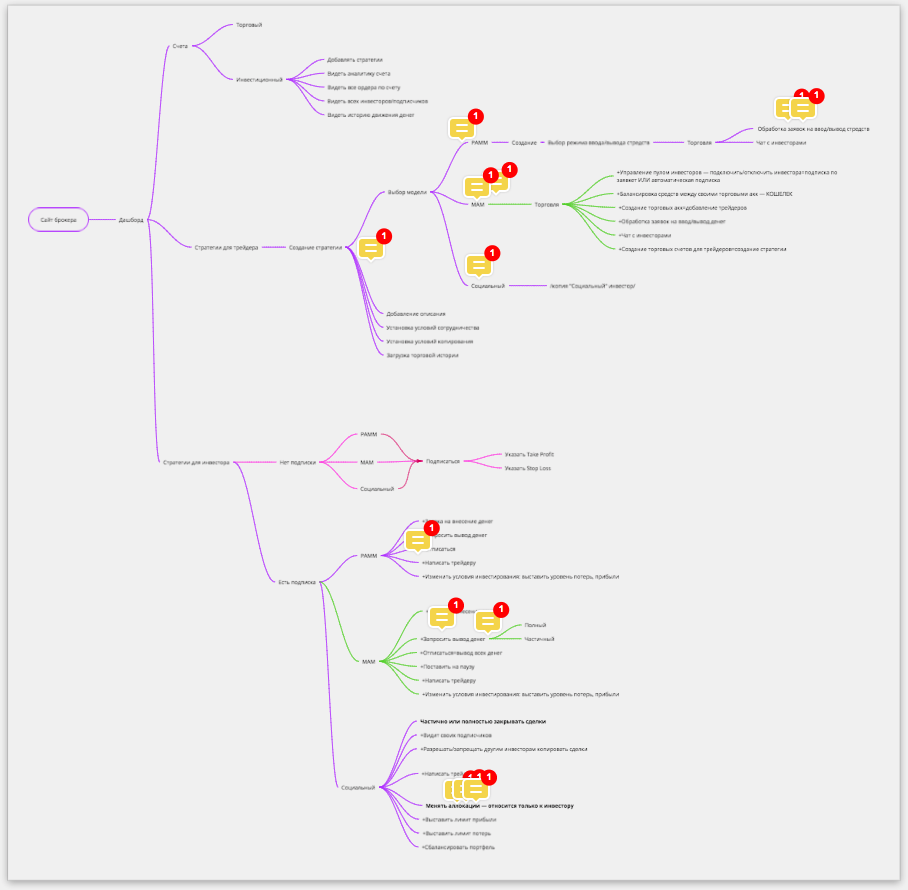 Торговый
Счета
Инвестиционный
Добавлять стратегии
Видеть аналитику счета
Видеть все ордера по счету
Видеть всех инвесторов/подписчиков
Видеть историю движения денег
Сайт брокера
Дашборд
Стратегии для трейдера
Создание стратегии
1
Выбор модели
1
PAMM
Создание
Выбор режима ввода/вывода стредств
Торговля
1
1
Обработка заявок на ввод/вывод стредств
Чат с инвесторами
1
1
MAM
Торговля
+Управление пулом инвесторов — подключить/отключить инвестора=подписка по
заявке? ИЛИ автоматическая подписка
+Балансировка средств между своими торговыми акк — КОШЕЛЕК
+Создание торговых акк=добавление трейдеров
+Обработка заявок на ввод/вывод денег
+Чат с инвесторами
+Создание торговых счетов для трейдеров=создание стратегии
1
Социальный
/копия "Социальный" инвестор/
Добавление описания
Установка условий сотрудничества
Установка условий копирования
Загрузка торговой истории
Стратегии для инвестора
Нет подписки
PAMM
MAM
Социальный
Подписаться
Указать Take Profit
Указать Stop Loss
Есть подписка
PAMM
на внесение денег
1
вывод денег
+Написать трейдеру
+Изменить условия инвестирования: выставить уровень потерь, прибыли
MAM
1
1
+Запросить вывод денег
Полный
Частичный
+Отписаться=вывод всех денег
+Поставить на паузу
+Написать трейдеру
+Изменить условия инвестирования: выставить уровень потерь, прибыли
Социальный
Частично или полностью закрывать сделки
+Видит своих подписчиков
+Разрешать/запрещать другим инвесторам копировать сделки
+Написать
1
1
1
Менять аллокации — относится только к инвестору
+Выставить лимит прибыли
+Выставить лимит потерь
+Сбалансировать портфель